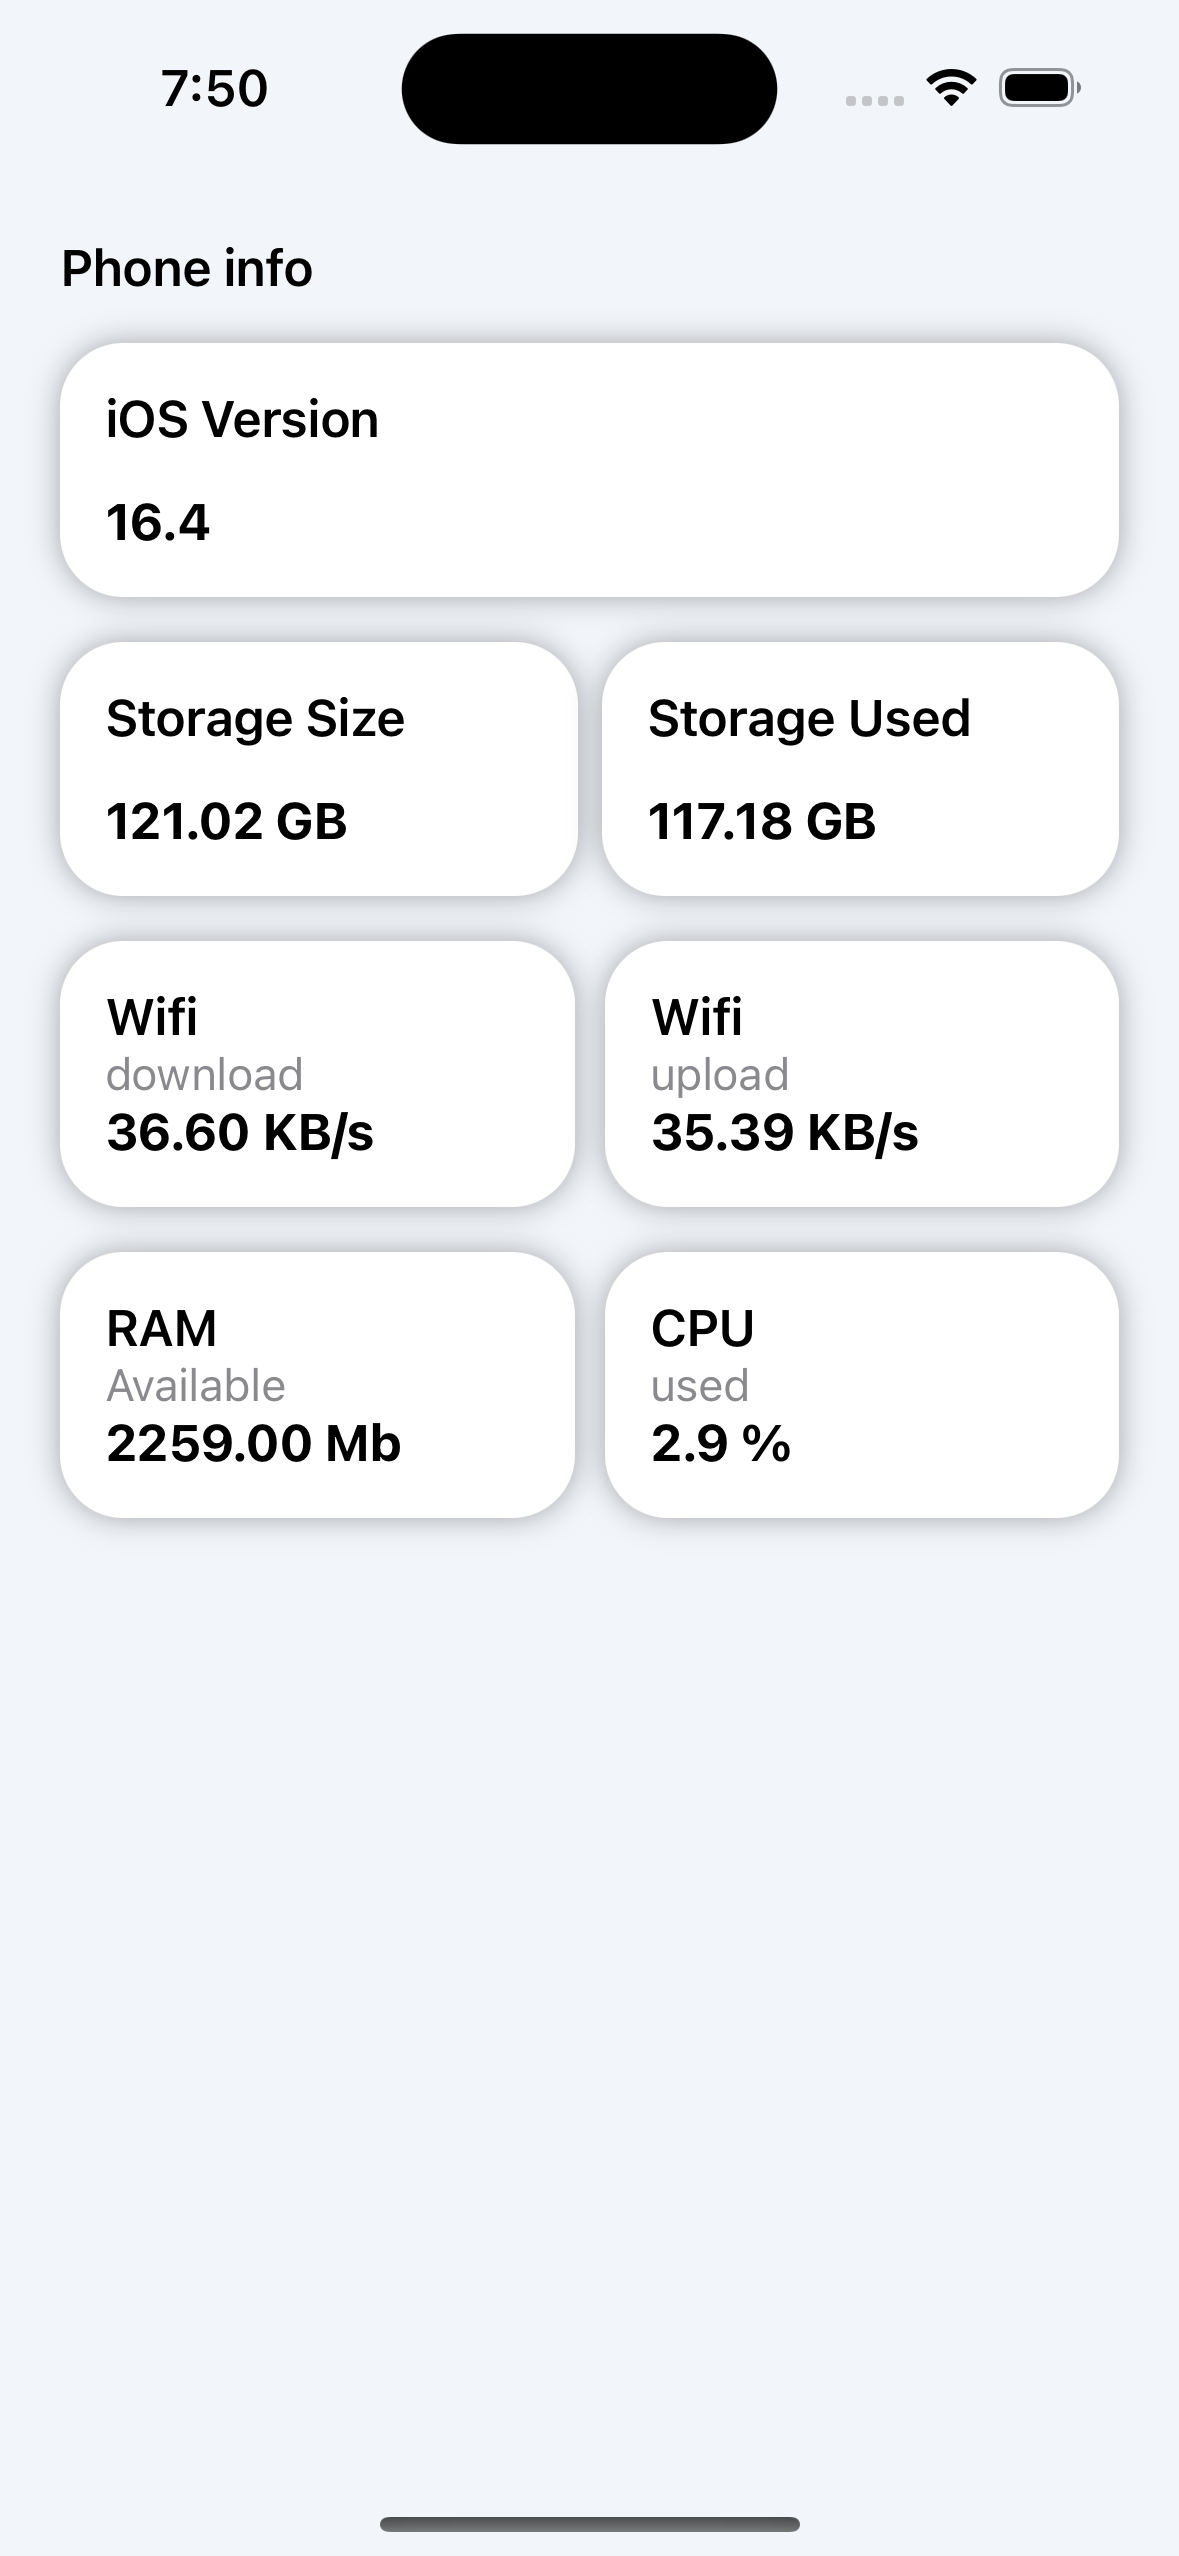 7:50
Phone info
iOS Version
16.4
Storage Size
121.02 GB
Storage Used
117.18 GB
Wifi
download
36.60 KB/s
Wifi
upload
35.39 KB/s
RAM
Available
2259.00 Mb
CPU
used
2.9 %